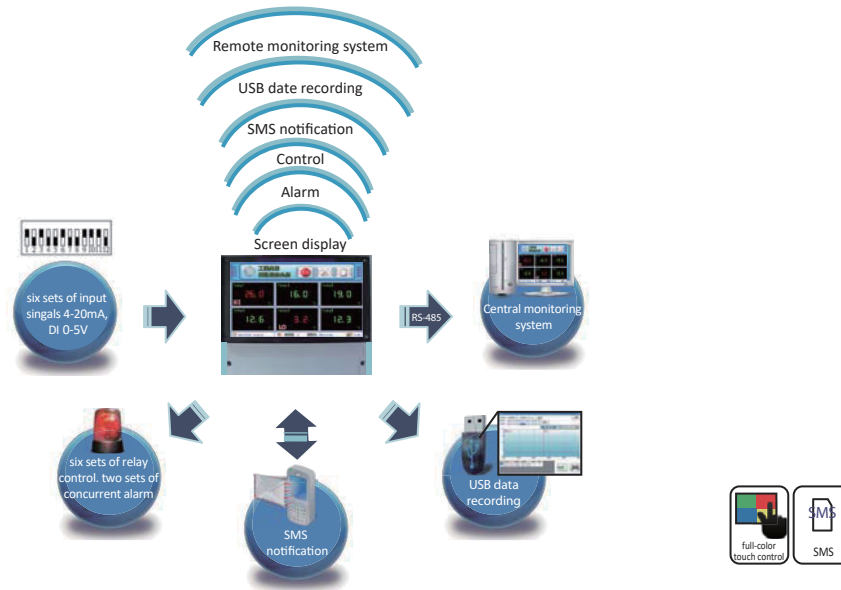 Remote monitoring system
USB date recording
SMS notification
Control
Alarm
Screen display
six sets of input
singals 4-20mA,
DI 0-5V
26.0
16.0
19.0
HI
12.6
3.2
12.3
LO
RS-485
Central monitoring
system
six sets of relay
control. two sets of
concurrent alarm
SMS
notification
USB data
recording
full-color
touch control
SMS
SMS